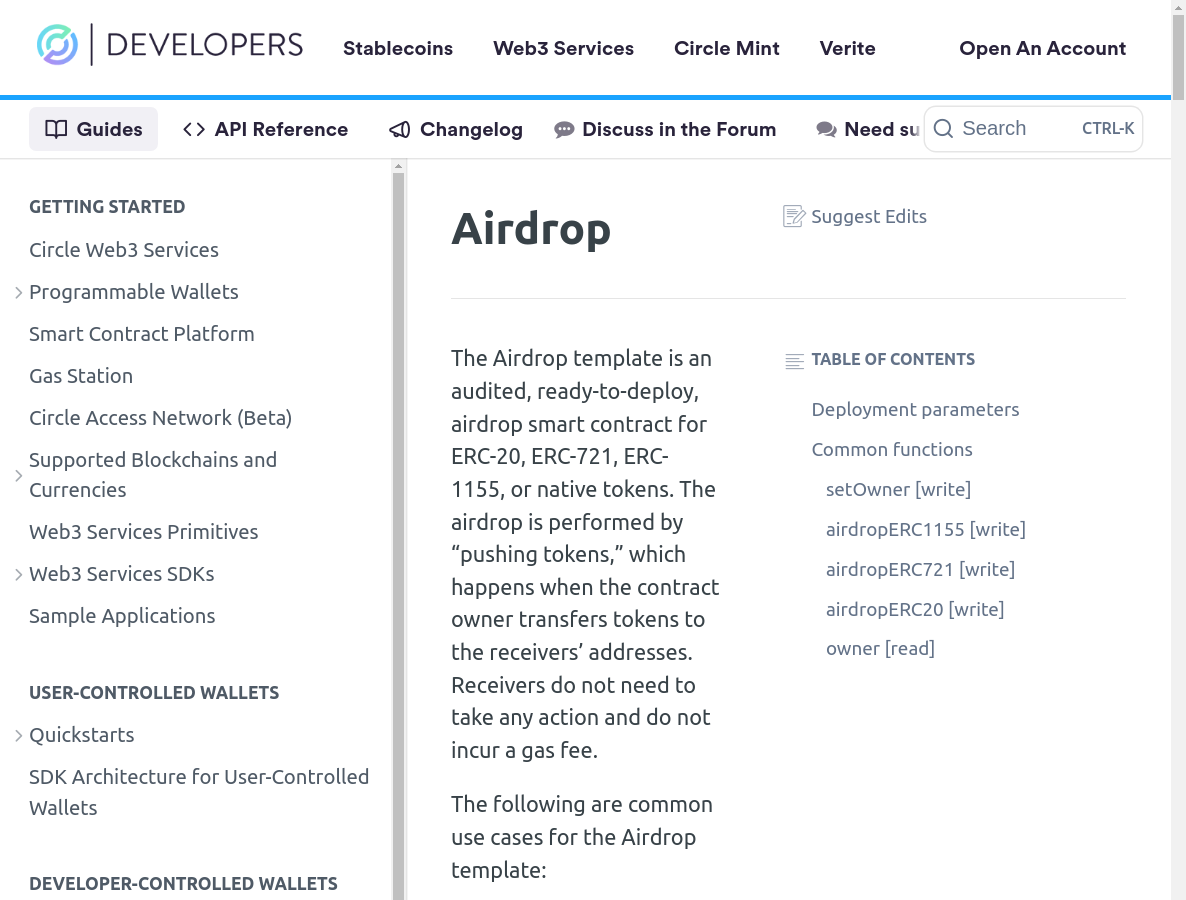 DEVELOPERS
Stablecoins
Web3 Services
Circle Mint
Verite
Open An Account
Guides
API Reference
Changelog
Discuss in the Forum
Need su
Search
CTRL-K
GETTING STARTED
Circle Web3 Services
Programmable Wallets
Smart Contract Platform
Gas Station
Circle Access Network (Beta)
Supported Blockchains and
Currencies
Web3 Services Primitives
Web3 Services SDKs
Sample Applications
USER-CONTROLLED WALLETS
Quickstarts
SDK Architecture for User-Controlled
Wallets
DEVELOPER-CONTROLLED WALLETS
Airdrop
Suggest Edits
The Airdrop template is an
audited, ready-to-deploy,
airdrop smart contract for
ERC-20, ERC-721, ERC-
1155, or native tokens. The
airdrop is performed by
“pushing tokens,” which
happens when the contract
owner transfers tokens to
the receivers’ addresses.
Receivers do not need to
take any action and do not
incur a gas fee.
The following are common
use cases for the Airdrop
template:
TABLE OF CONTENTS
Deployment parameters
Common functions
setOwner [write]
airdropERC1155 [write]
airdropERC721 [write]
airdropERC20 [write]
owner [read]